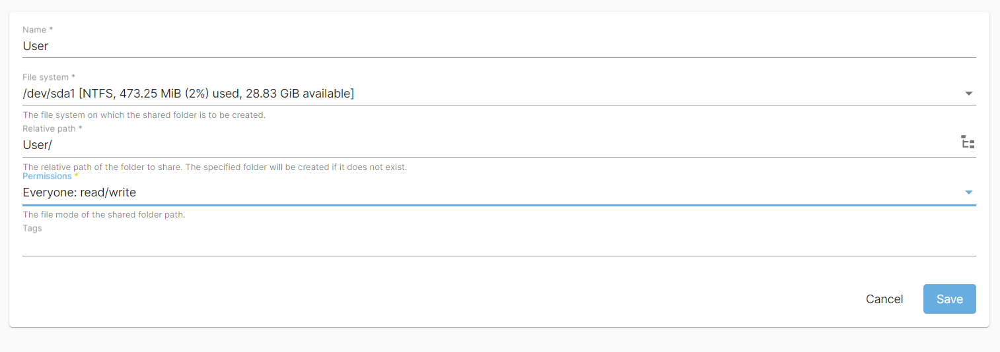 Name *
User
File system *
/dev/sda1 [NTFS, 473.25 MiB (2%) used, 28.83 GiB available]
The file system on which the shared folder is to be created.
Relative path *
User/
The relative path of the folder to share. The specified folder will be created if it does not exist.
Permissions *
Everyone: read/write
The file mode of the shared folder path.
Tags
Cancel Save